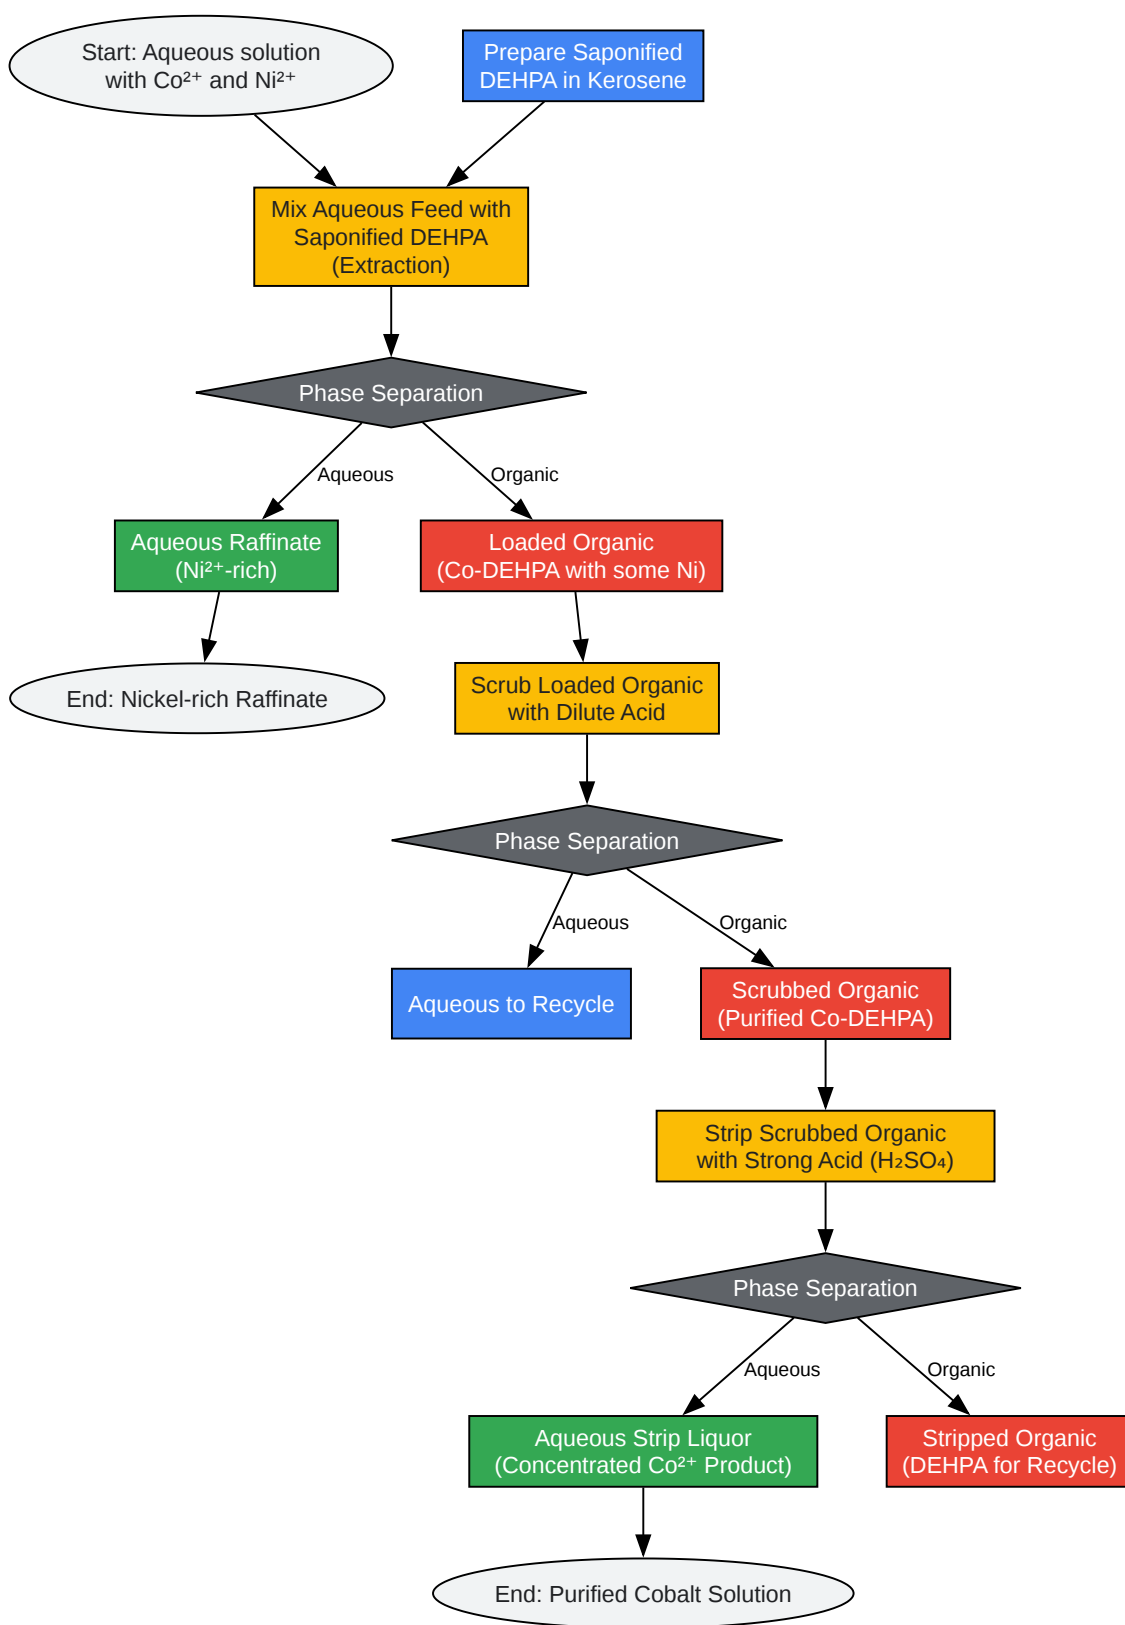 Start: Aqueous solution
with Co²⁺ and Ni²⁺
Prepare Saponified
DEHPA in Kerosene
Mix Aqueous Feed with
Saponified DEHPA
(Extraction)
Phase Separation
Aqueous
Organic
Aqueous Raffinate
(Ni²⁺-rich)
Loaded Organic
(Co-DEHPA with some Ni)
End: Nickel-rich Raffinate
Scrub Loaded Organic
with Dilute Acid
Phase Separation
Aqueous
Organic
Aqueous to Recycle
Scrubbed Organic
(Purified Co-DEHPA)
Strip Scrubbed Organic
with Strong Acid (H₂SO₄)
Phase Separation
Aqueous
Organic
Aqueous Strip Liquor
(Concentrated Co²⁺ Product)
Stripped Organic
(DEHPA for Recycle)
End: Purified Cobalt Solution